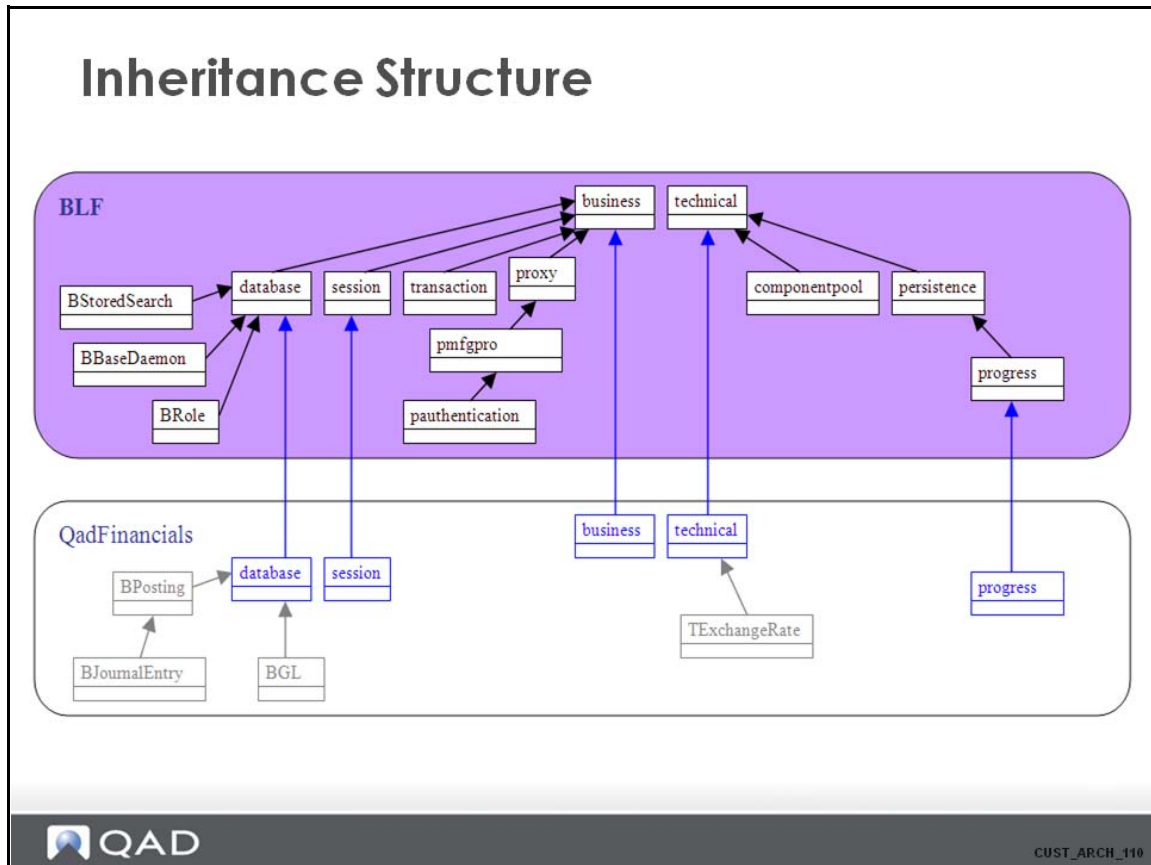 Inheritance Structure
BLF
business
technical
database
session
transaction
proxy
componentpool
persistence
BStoredSearch
pmfgpro
BBaseDaemon
progress
BRole
pauthentication
QadFinancials
business
technical
database
session
progress
BPosting
TExchangeRate
BJournalEntry
BGL
QAD
CUST_ARCH_110